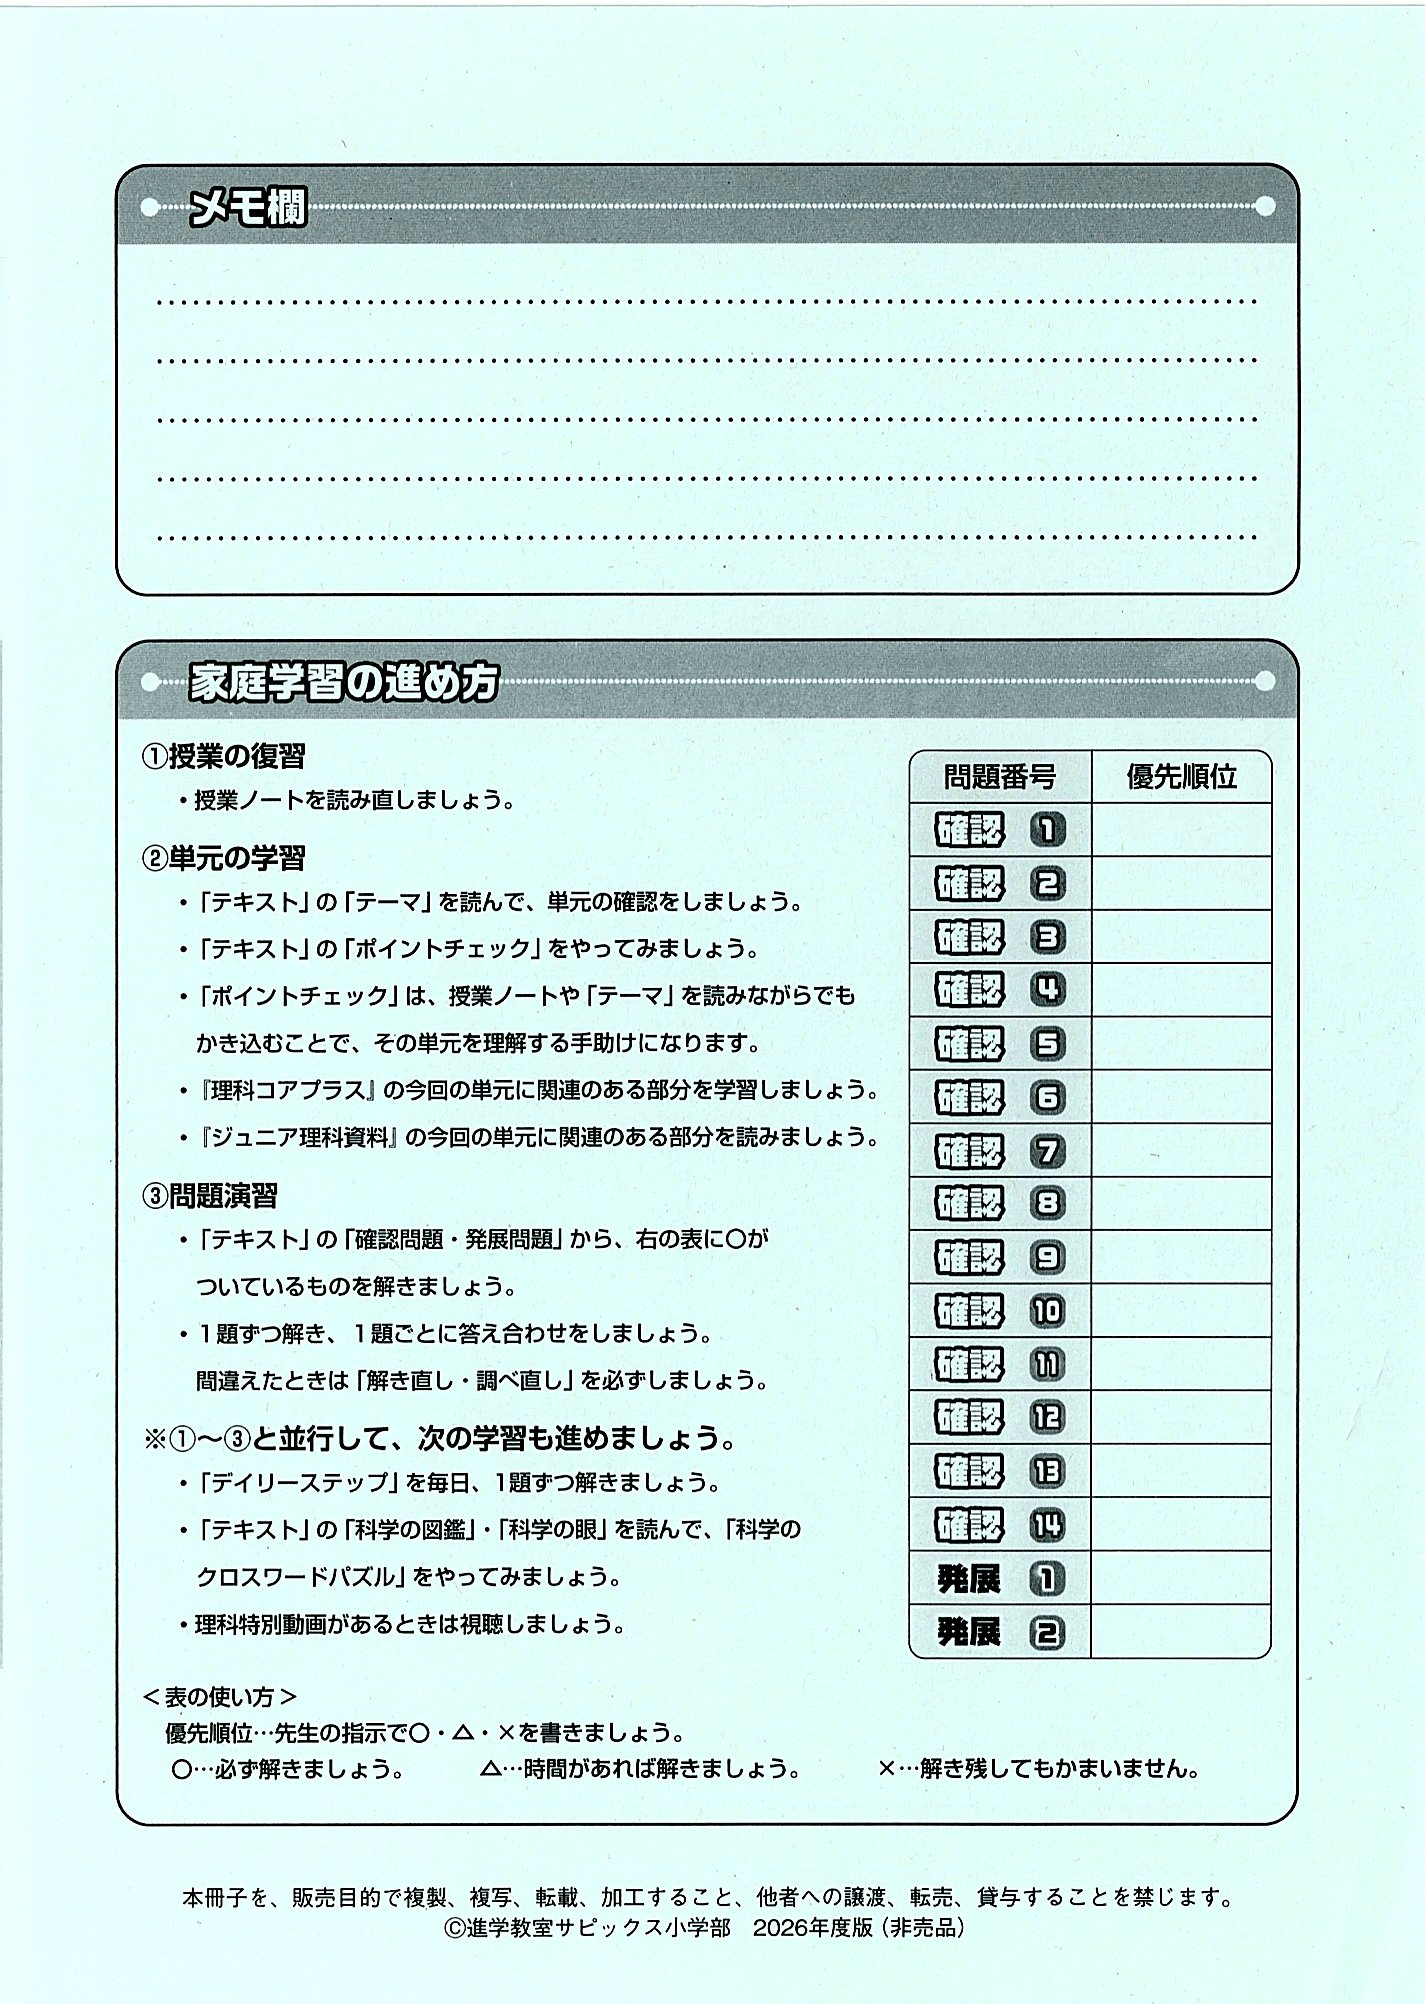 メモ欄
家庭学習の進め方
①授業の復習
・授業ノートを読み直しましょう。
②単元の学習
・「テキスト」の「テーマ」を読んで、単元の確認をしましょう。
・「テキスト」の「ポイントチェック」をやってみましょう。
・「ポイントチェック」は、授業ノートや「テーマ」を読みながらでも
かき込むことで、その単元を理解する手助けになります。
・『理科コアプラス』の今回の単元に関連のある部分を学習しましょう。
・『ジュニア理科資料』の今回の単元に関連のある部分を読みましょう。
③問題演習
・「テキスト」の「確認問題・発展問題」から、右の表に〇が
ついているものを解きましょう。
・１題ずつ解き、１題ごとに答え合わせをしましょう。
間違えたときは「解き直し・調べ直し」を必ずしましょう。
※①～③と並行して、次の学習も進めましょう。
・「デイリーステップ」を毎日、1題ずつ解きましょう。
・「テキスト」の「科学の図鑑」・「科学の眼」を読んで、「科学の
クロスワードパズル」をやってみましょう。
・理科特別動画があるときは視聴しましょう。
問題番号 優先順位
確認 1
確認 2
確認 3
確認 4
確認 5
確認 6
確認 7
確認 8
確認 9
確認 10
確認 11
確認 12
確認 13
確認 14
発展 1
発展 2
＜表の使い方＞
優先順位…先生の指示で〇・△・×を書きましょう。
〇…必ず解きましょう。 △…時間があれば解きましょう。 ×…解き残してもかまいません。
本冊子を、販売目的で複製、複写、転載、加工すること、他者への譲渡、転売、貸与することを禁じます。
©進学教室サピックス小学部 2026年度版（非売品）